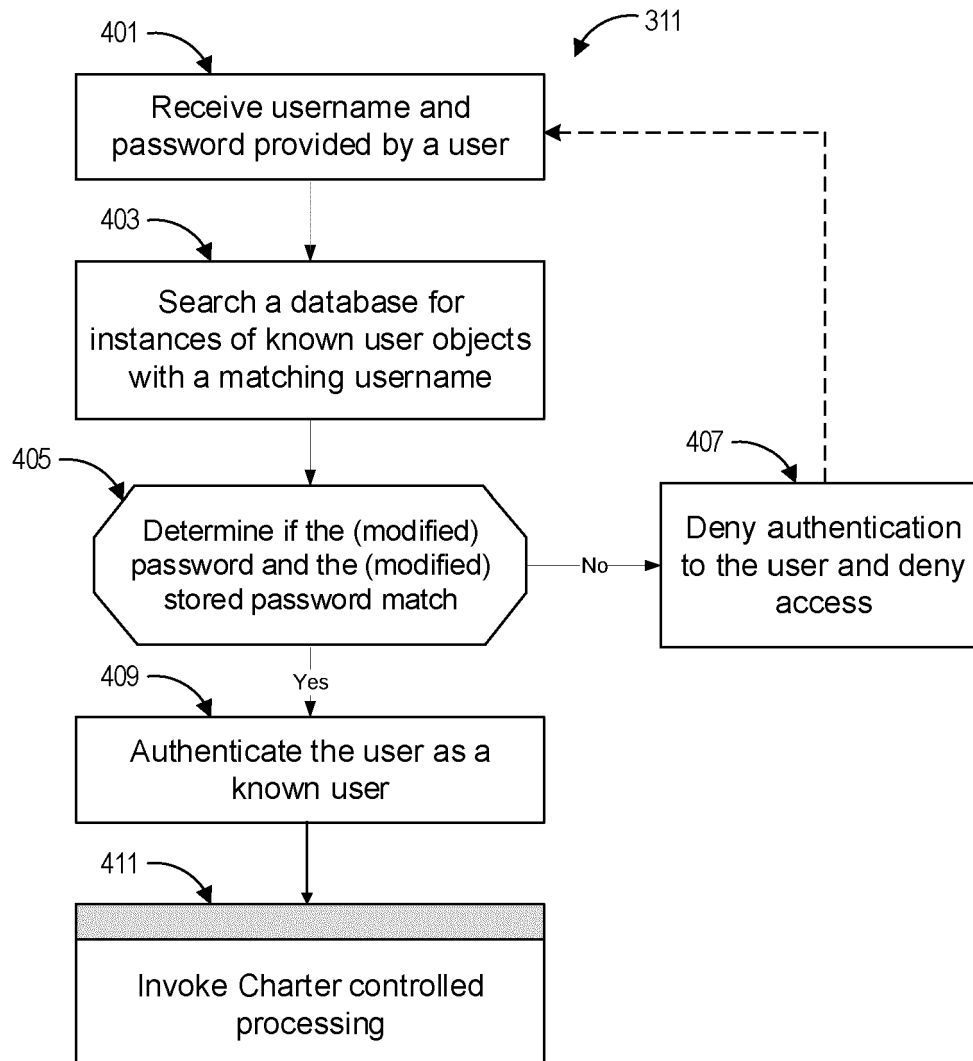 401
311
Receive username and
password provided by a user
403
Search a database for
instances of known user objects
with a matching username
405
407
Determine if the (modified)
password and the (modified)
stored password match
No
Deny authentication
to the user and deny
access
Yes
409
Authenticate the user as a
known user
411
Invoke Charter controlled
processing